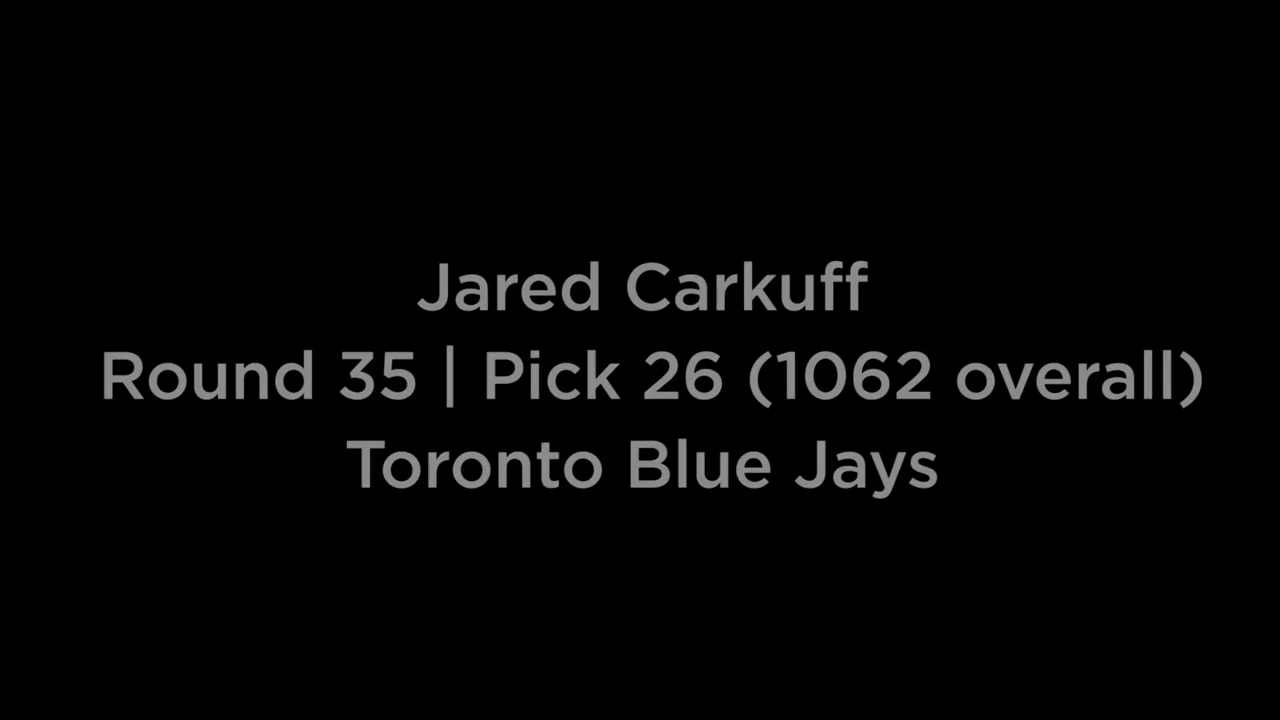 Jared Carkuff
Round 35 | Pick 26 (1062 overall)
Toronto Blue Jays